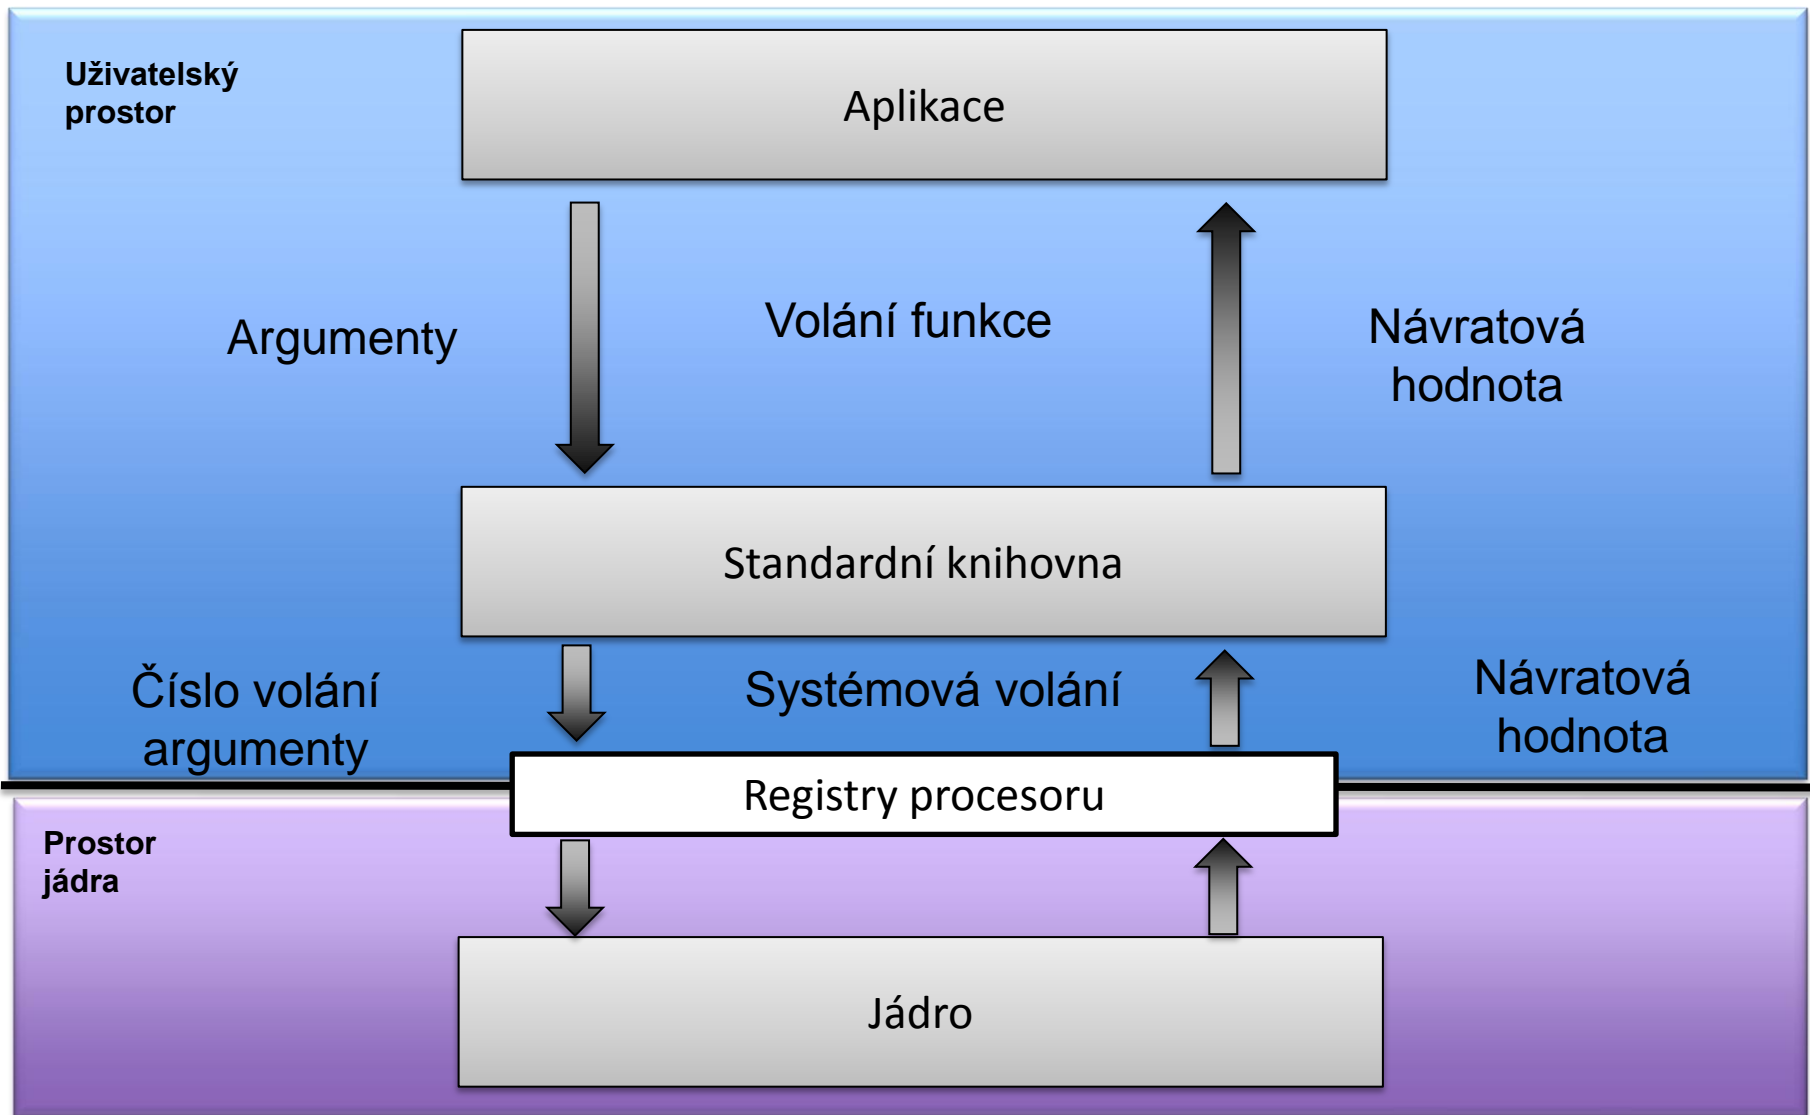 Uživatelský
prostor
Aplikace
Argumenty
Volání funkce
Návratová
hodnota
Standardní knihovna
Číslo volání
argumenty
Systémová volání
Návratová
hodnota
Registry procesoru
Prostor
jádra
Jádro